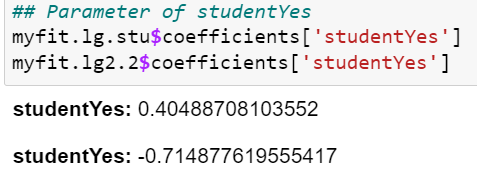 ## Parameter of studentYes
myfit.lg.stu$coefficients['studentYes']
myfit.lg2.2$coefficients['studentYes']
studentYes: 0.40488708103552
studentYes: -0.714877619555417